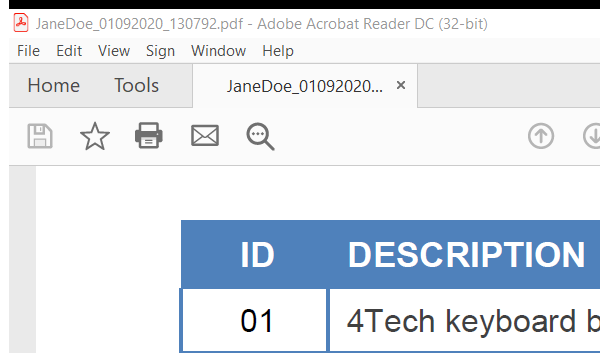 JaneDoe_01092020_130792.pdf - Adobe Acrobat Reader DC (32-bit)
File Edit View Sign Window Help
Home Tools JaneDoe_01092020... ×
ID DESCRIPTION
01 4Tech keyboard b